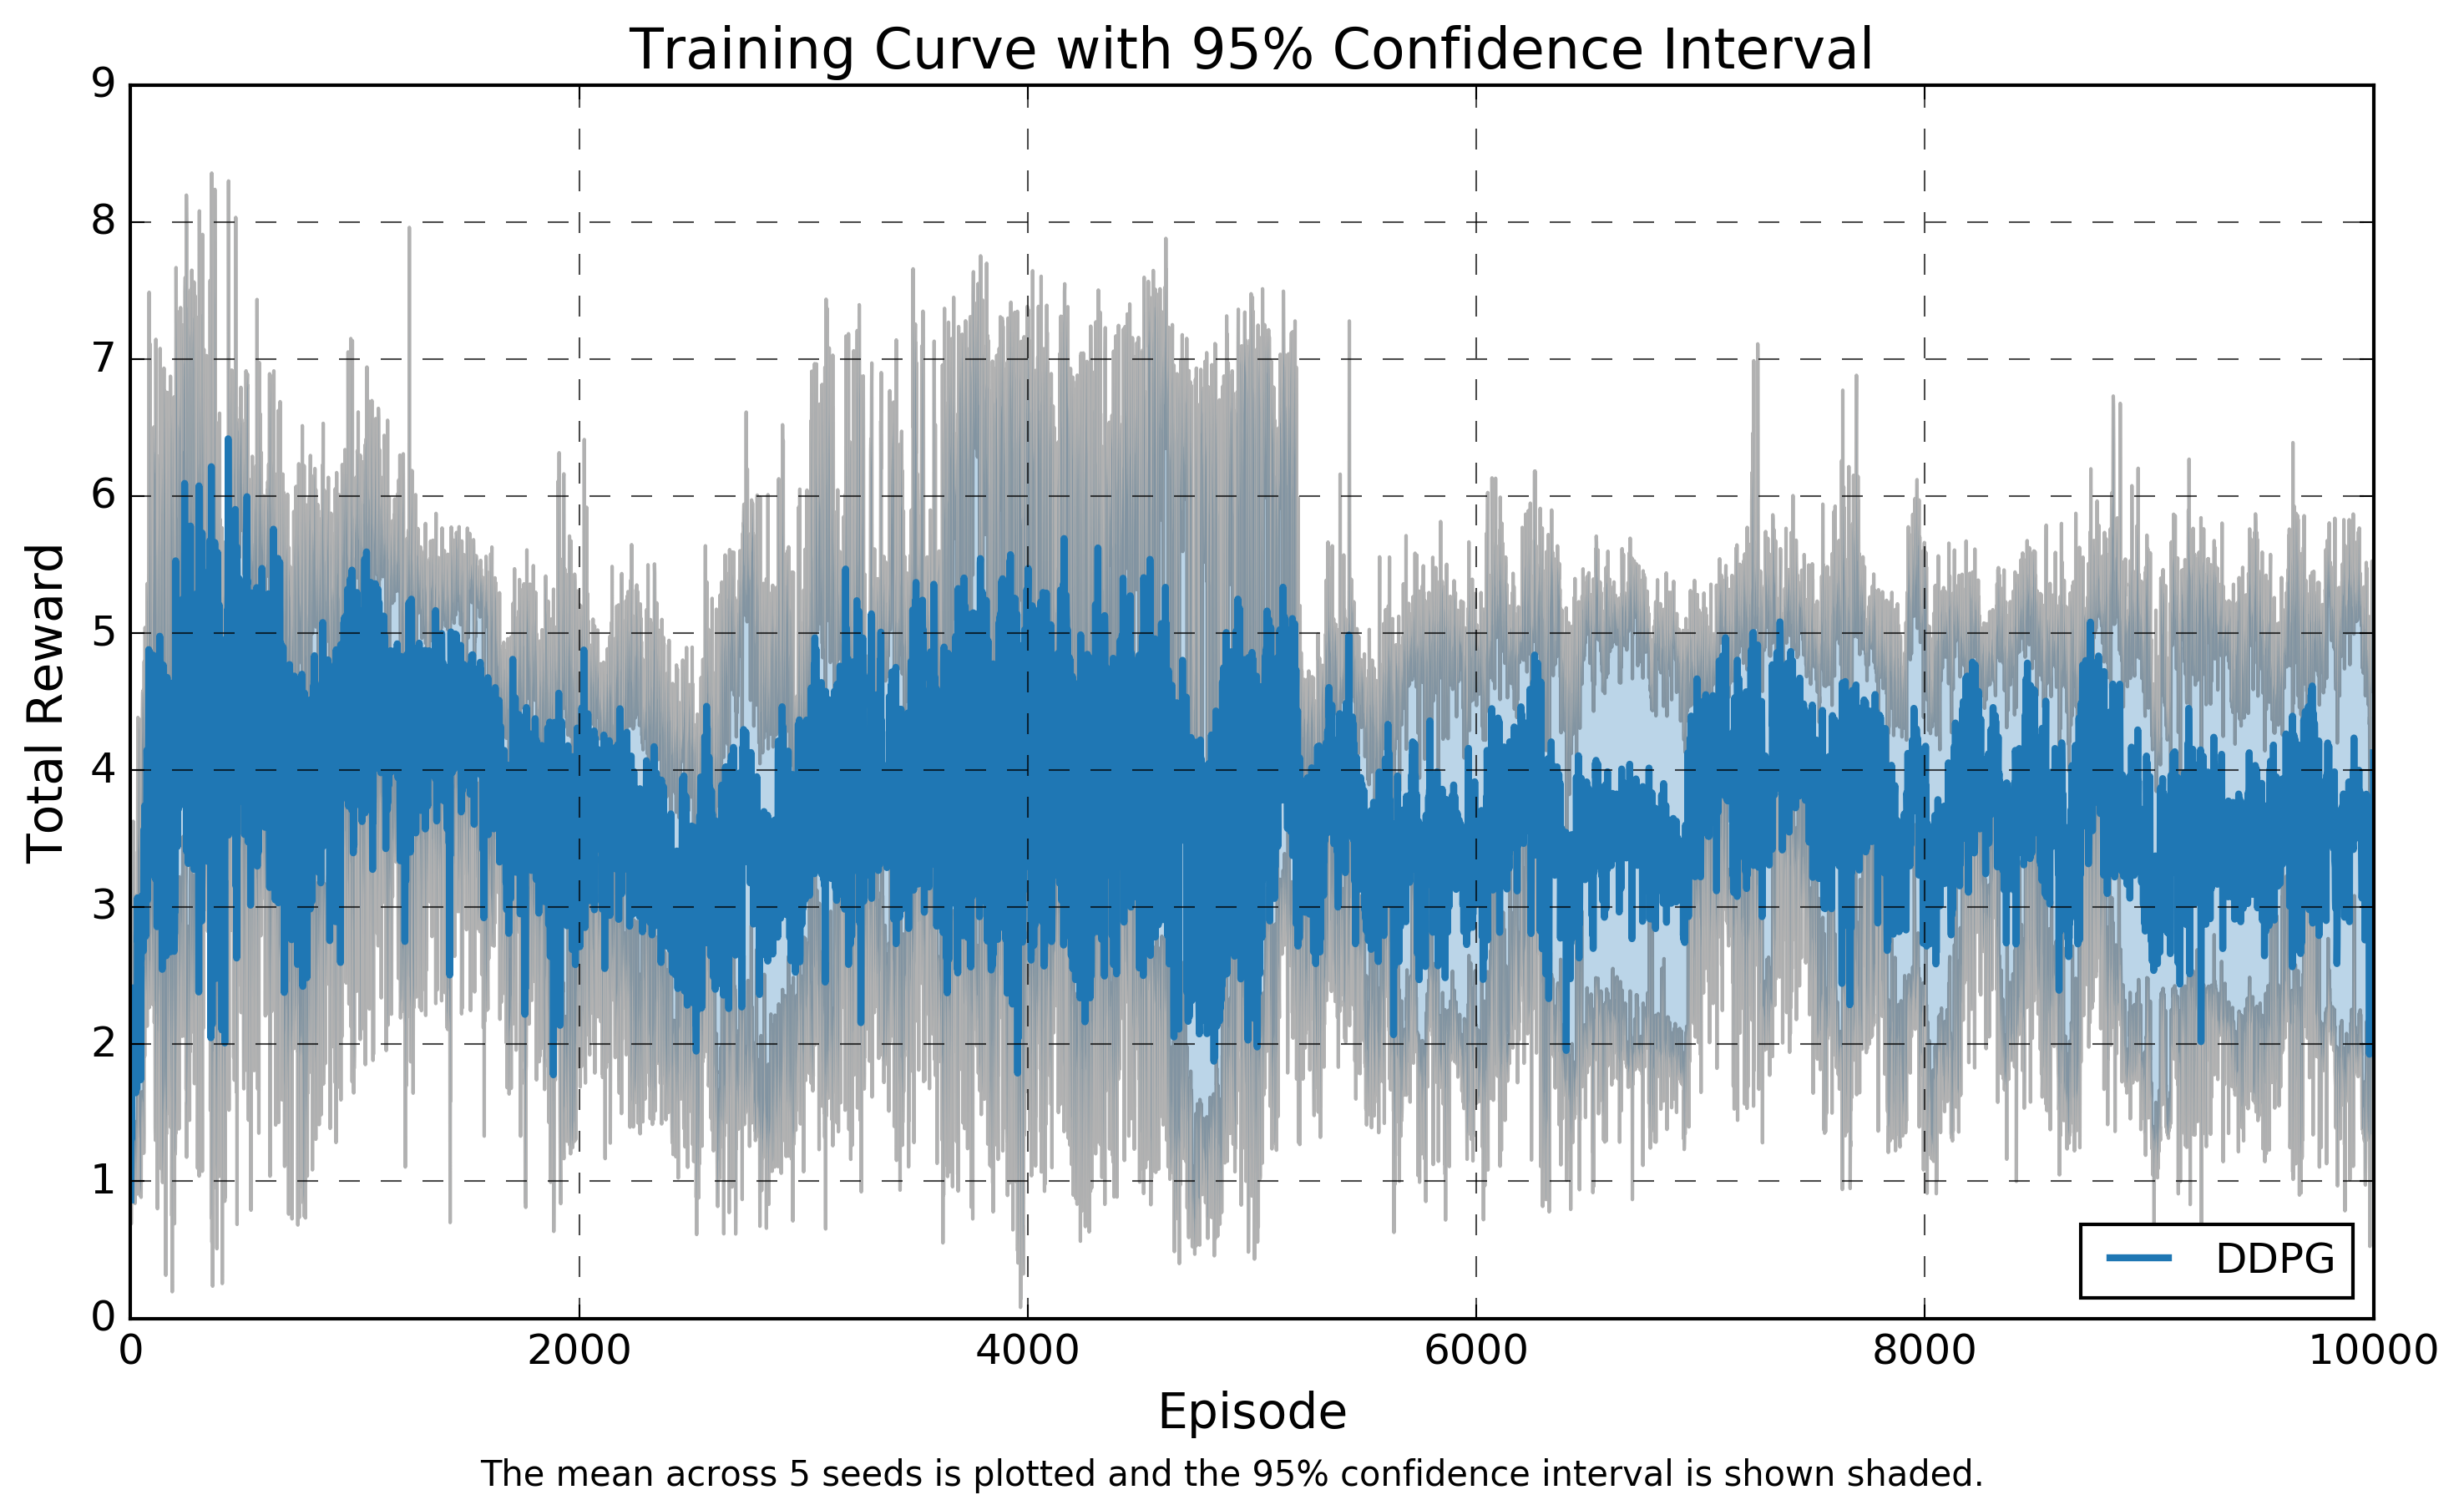 Training Curve with 95% Confidence Interval
9
8
7
6
5
4
3
2
1
0
Total Reward
DDPG
0 2000 4000 6000 8000 10000
Episode
The mean across 5 seeds is plotted and the 95% confidence interval is shown shaded.